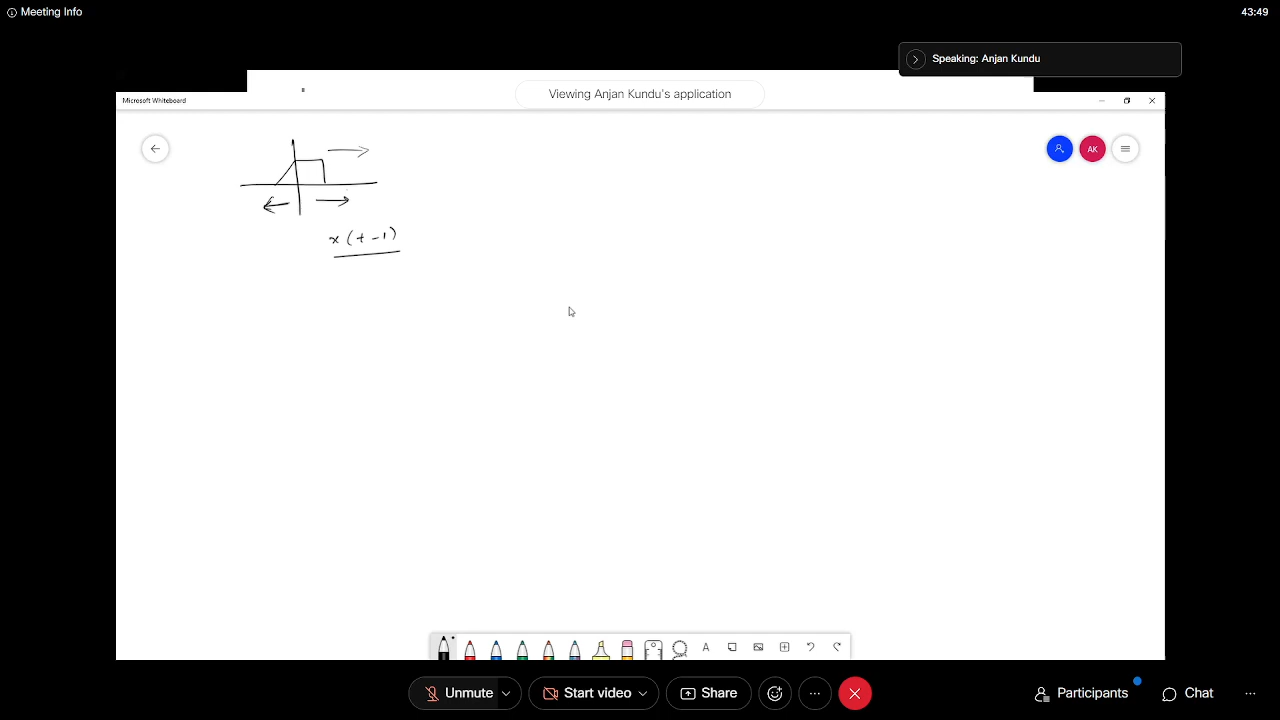 Meeting Info
43:49
Speaking: Anjan Kundu
Viewing Anjan Kundu's application
Microsoft Whiteboard
AK
x(t-1)
A
Unmute
Start video
Share
Participants
Chat